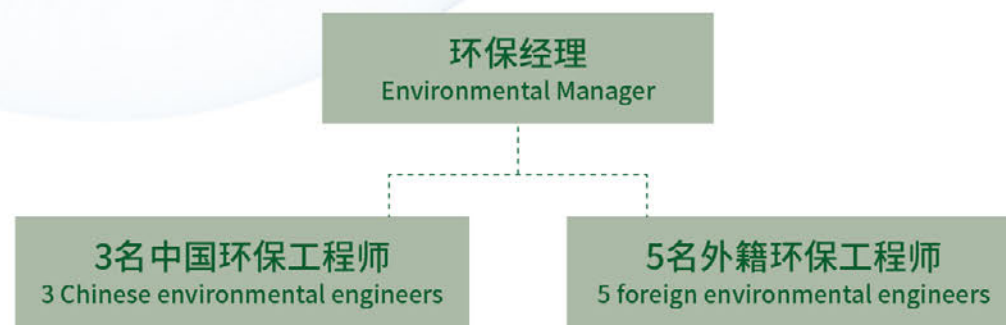 环保经理
Environmental Manager
3名中国环保工程师
3 Chinese environmental engineers
5名外籍环保工程师
5 foreign environmental engineers